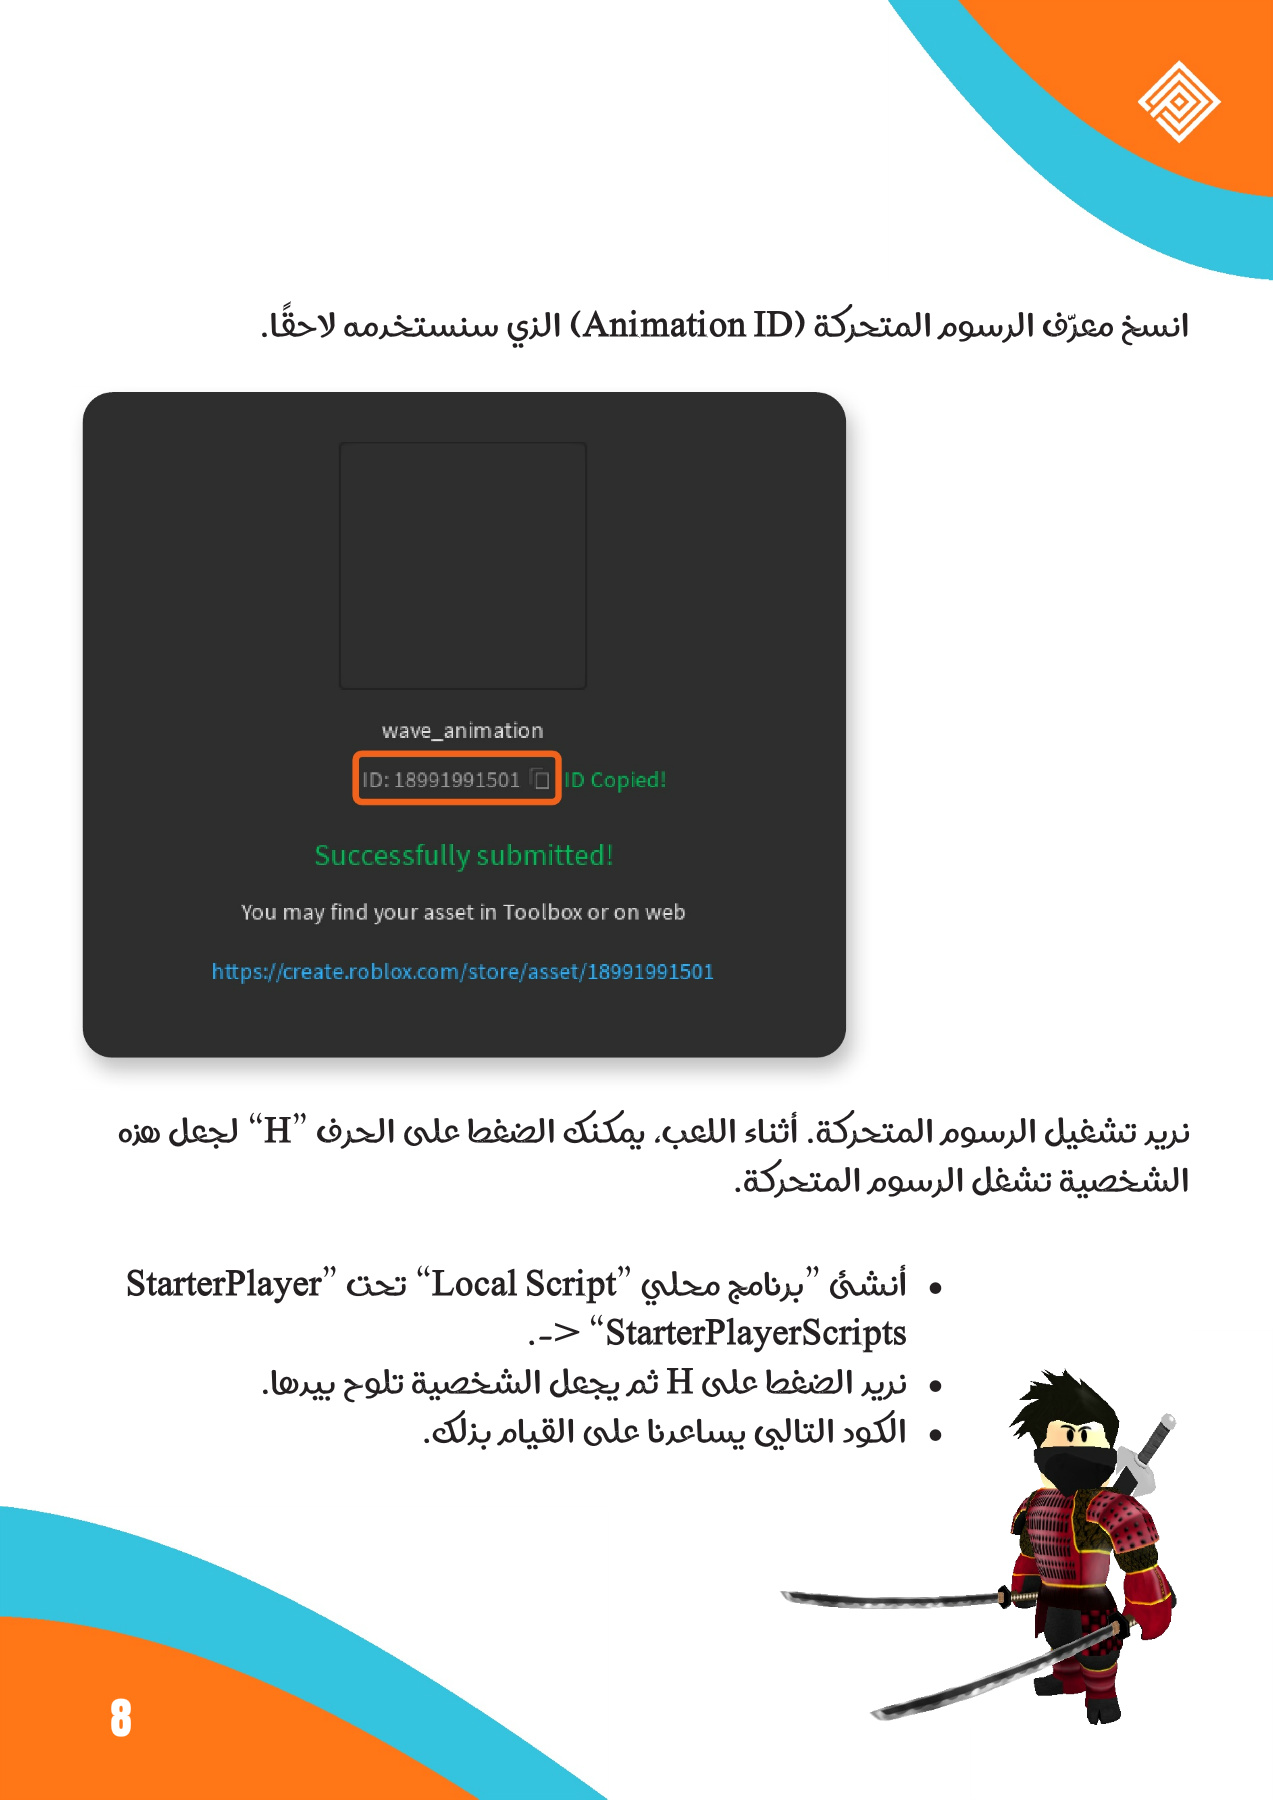 انسخ معرّف الرسوم المتحركة (Animation ID) الذي سنستخدمه لاحقًا.
wave_animation
ID: 18991991501 ID Copied!
Successfully submitted!
You may find your asset in Toolbox or on web
https://create.roblox.com/store/asset/18991991501
نريد تشغيل الرسوم المتحركة. أثناء اللعب، يمكنك الضغط على الحرف ”H“ لجعل هذه
الشخصية تشغل الرسوم المتحركة.
• أنشئ ”برنامج محلي ”Local Script“ تحت ”StarterPlayer
StarterPlayerScripts“ <-.
• نريد الضغط على H ثم يجعل الشخصية تلوح بيدها.
• الكود التالي يساعدنا على القيام بذلك.
8